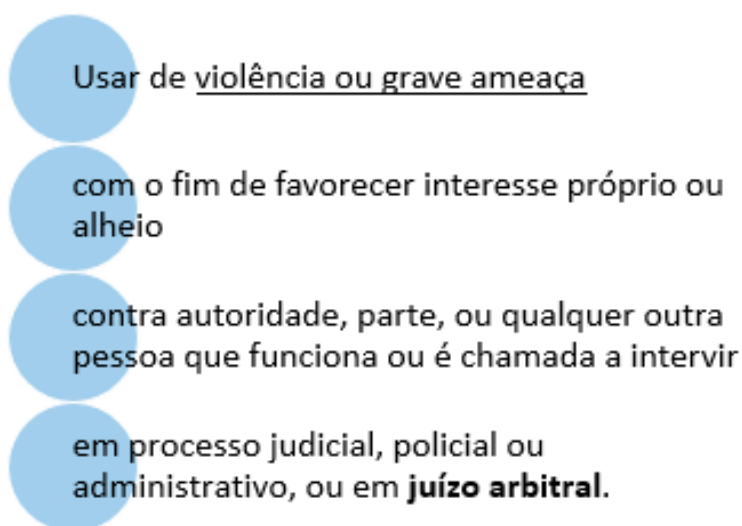 Usar de violência ou grave ameaça
com o fim de favorecer interesse próprio ou
alheio
contra autoridade, parte, ou qualquer outra
pessoa que funciona ou é chamada a intervir
em processo judicial, policial ou
administrativo, ou em juízo arbitral.